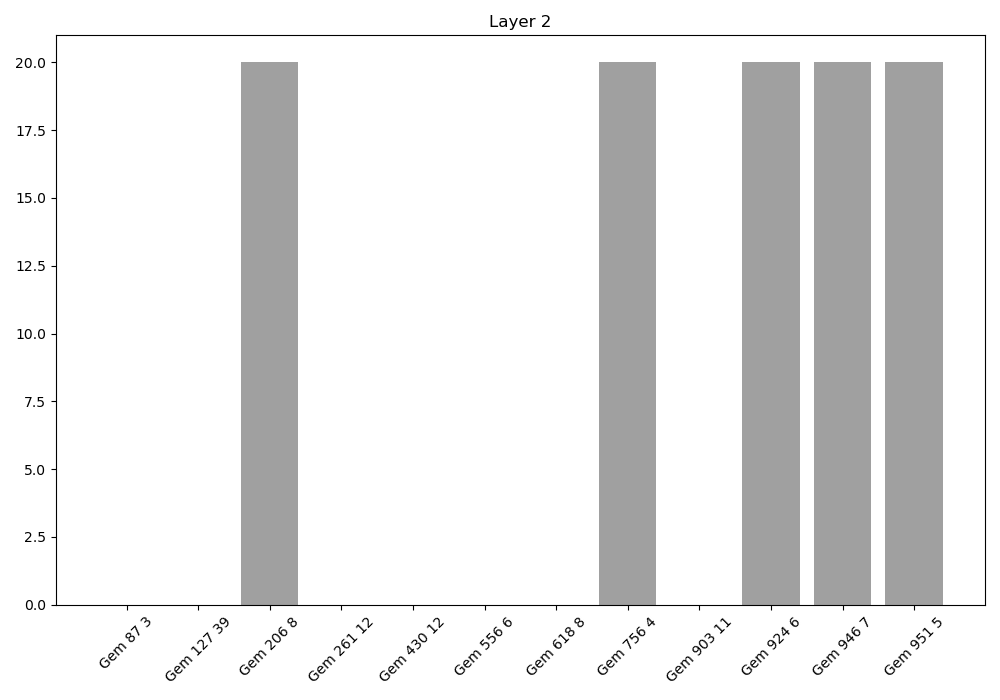 Layer 2
20.0
17.5
15.0
12.5
10.0
7.5
5.0
2.5
0.0
Gem 87 3
Gem 127 39
Gem 206 8
Gem 261 12
Gem 430 12
Gem 556 6
Gem 618 8
Gem 756 4
Gem 903 11
Gem 924 6
Gem 946 7
Gem 951 5